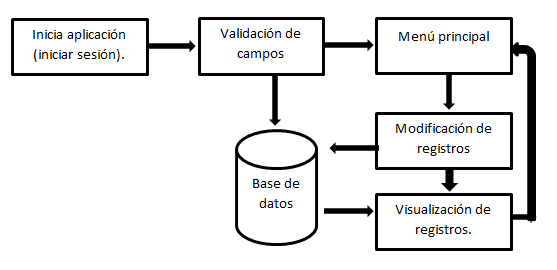 Inicia aplicación
(iniciar sesión).
Validación de
campos
Menú principal
Modificación de
registros
Base de
datos
Visualización de
registros.